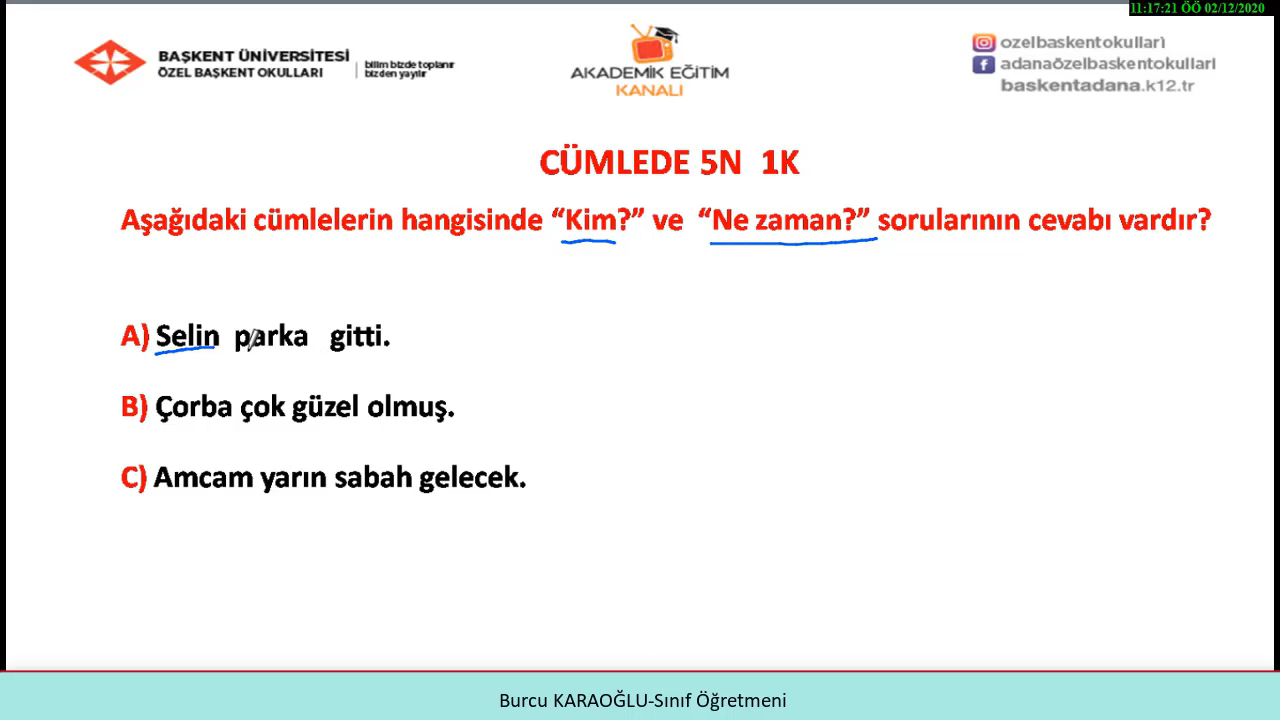 11:17:21 ÖÖ 02/12/2020
BAŞKENT ÜNİVERSİTESİ
ÖZEL BAŞKENT OKULLARI
bilim bizde toplanır
bizden yayılır
AKADEMİK EĞİTİM
KANALI
ozelbaskentokullari
adanaözelbaskentokullari
baskentadana.k12.tr
CÜMLEDE 5N 1K
Aşağıdaki cümlelerin hangisinde “Kim?” ve “Ne zaman?” sorularının cevabı vardır?
A) Selin parka gitti.
B) Çorba çok güzel olmuş.
C) Amcam yarın sabah gelecek.
Burcu KARAOĞLU-Sınıf Öğretmeni